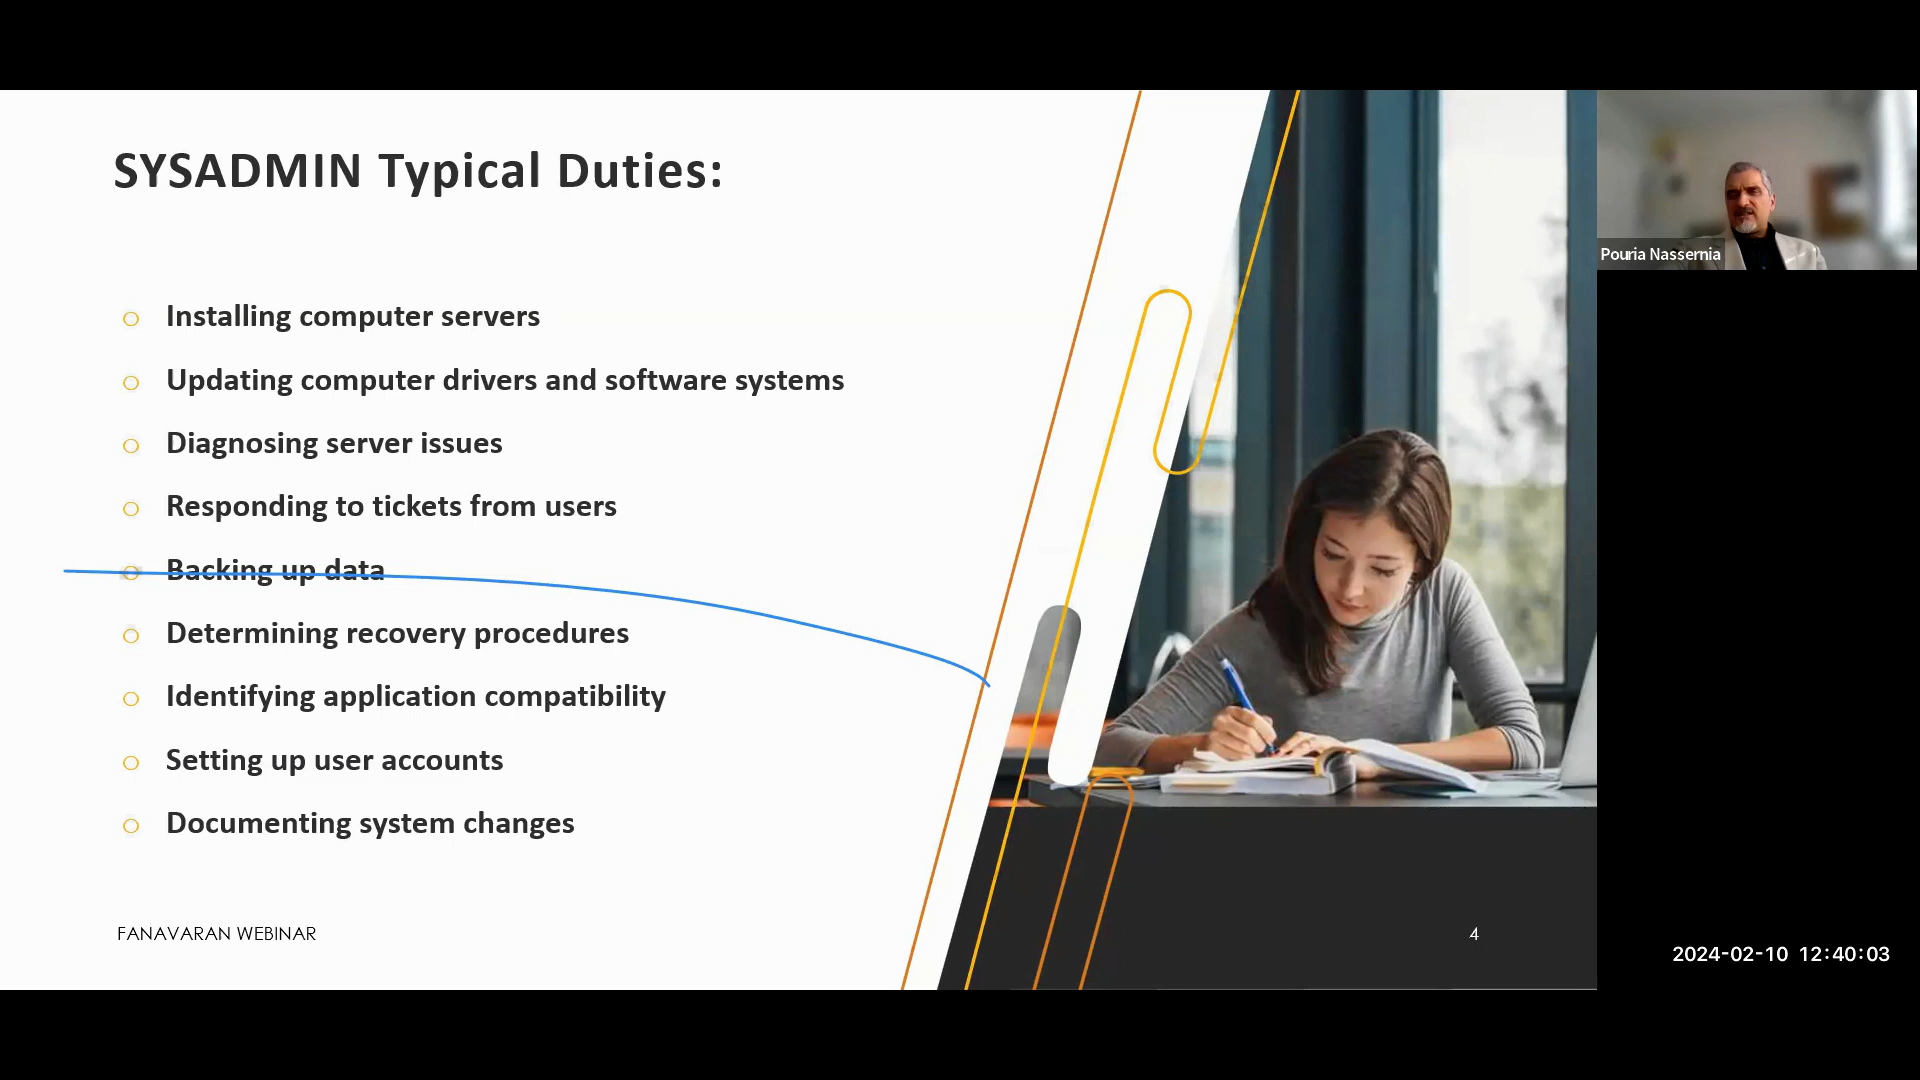 SYSADMIN Typical Duties:
Installing computer servers
Updating computer drivers and software systems
Diagnosing server issues
Responding to tickets from users
Backing up data
Determining recovery procedures
Identifying application compatibility
Setting up user accounts
Documenting system changes
FANAVARAN WEBINAR
4
Pouria Nassernia
2024-02-10 12:40:03